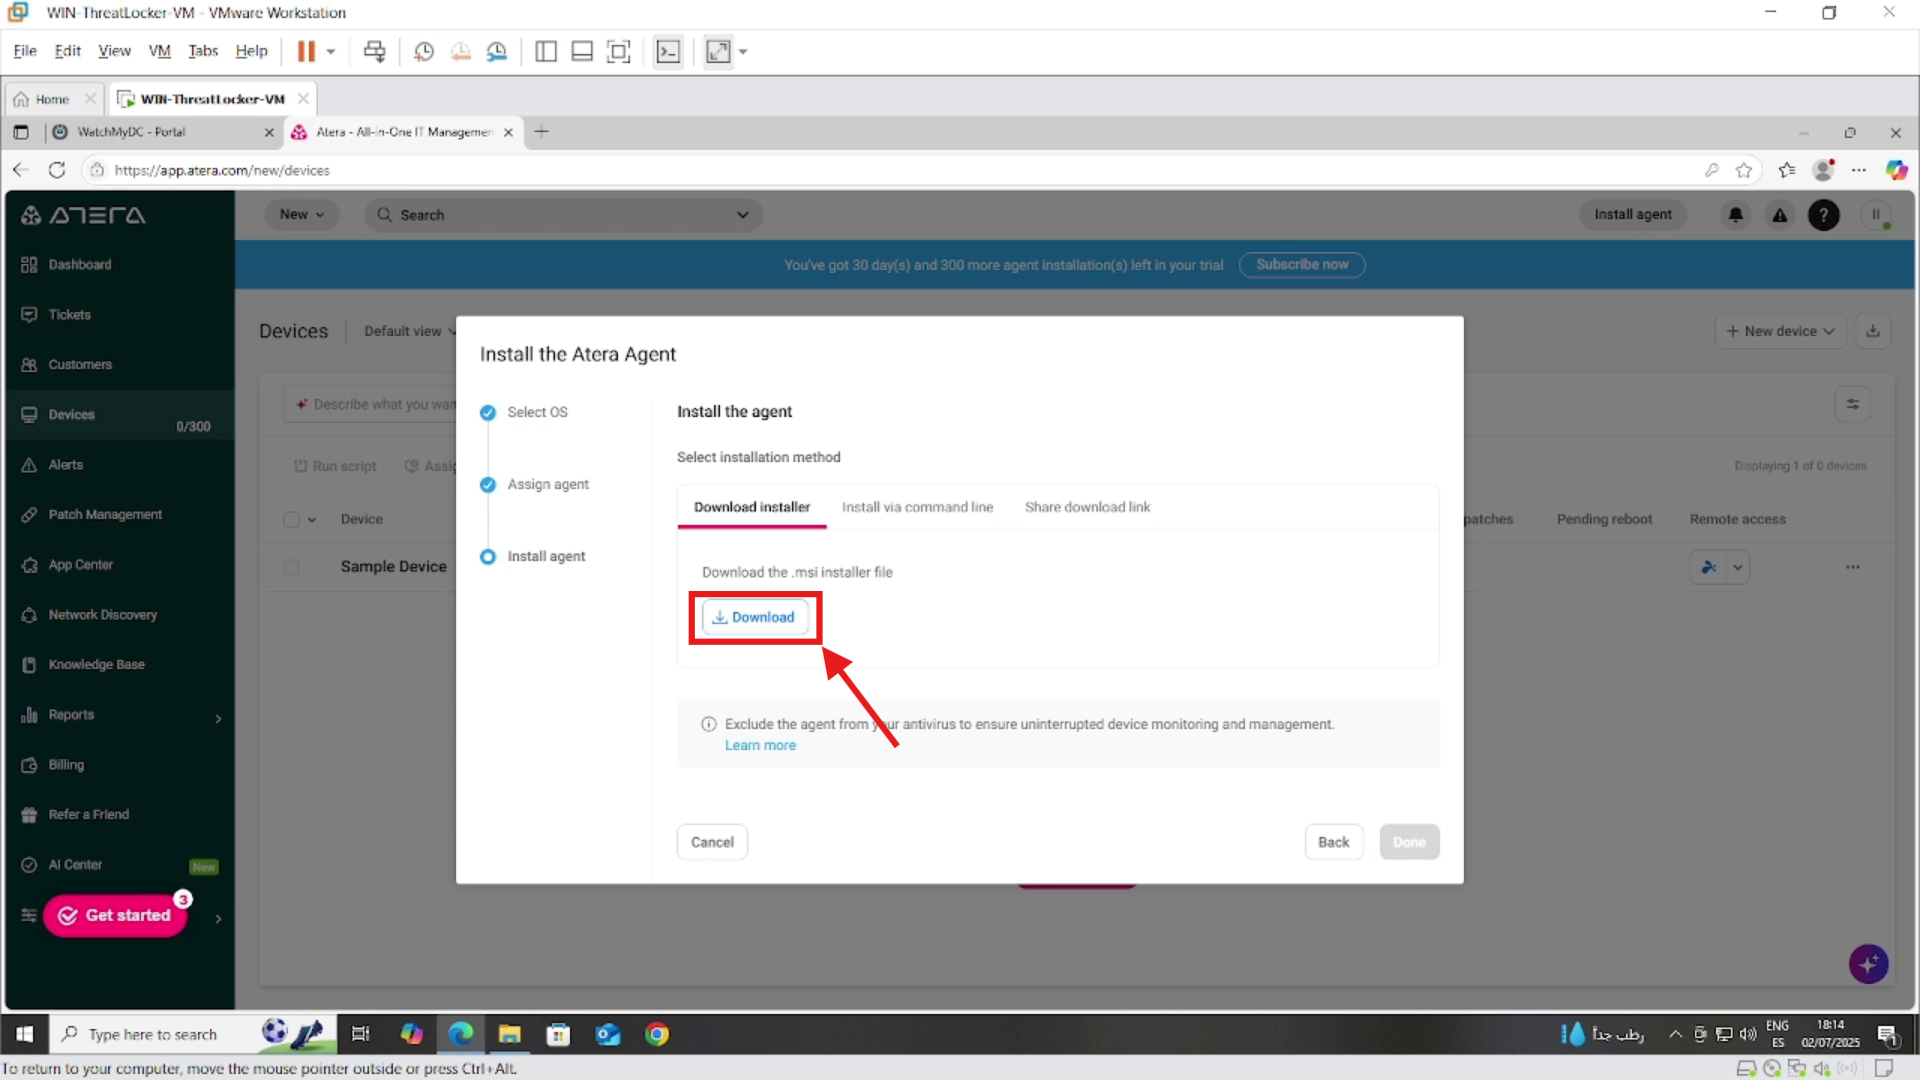 WIN-ThreatLocker-VM - VMware Workstation
File Edit View VM Tabs Help
Home WIN-ThreatLocker-VM
WatchMyDC - Portal Atera - All-in-One IT Managemen
https://app.atera.com/new/devices
ATERA New Search Install agent ? II
You've got 30 day(s) and 300 more agent installation(s) left in your trial Subscribe now
Dashboard
Tickets
Customers
Devices
0/300
Alerts
Patch Management
App Center
Network Discovery
Knowledge Base
Reports
Billing
Refer a Friend
AI Center New
Get started 3
Devices Default view New device
Describe what you wan
Run script Assig Displaying 1 of 0 devices
Device patches Pending reboot Remote access
Sample Device
Install the Atera Agent
Select OS
Assign agent
Install agent
Install the agent
Select installation method
Download installer Install via command line Share download link
Download the .msi installer file
Download
Exclude the agent from your antivirus to ensure uninterrupted device monitoring and management.
Learn more
Cancel Back Done
Type here to search رطب جداً ENG 18:14
ES 02/07/2025 1
To return to your computer, move the mouse pointer outside or press Ctrl+Alt.